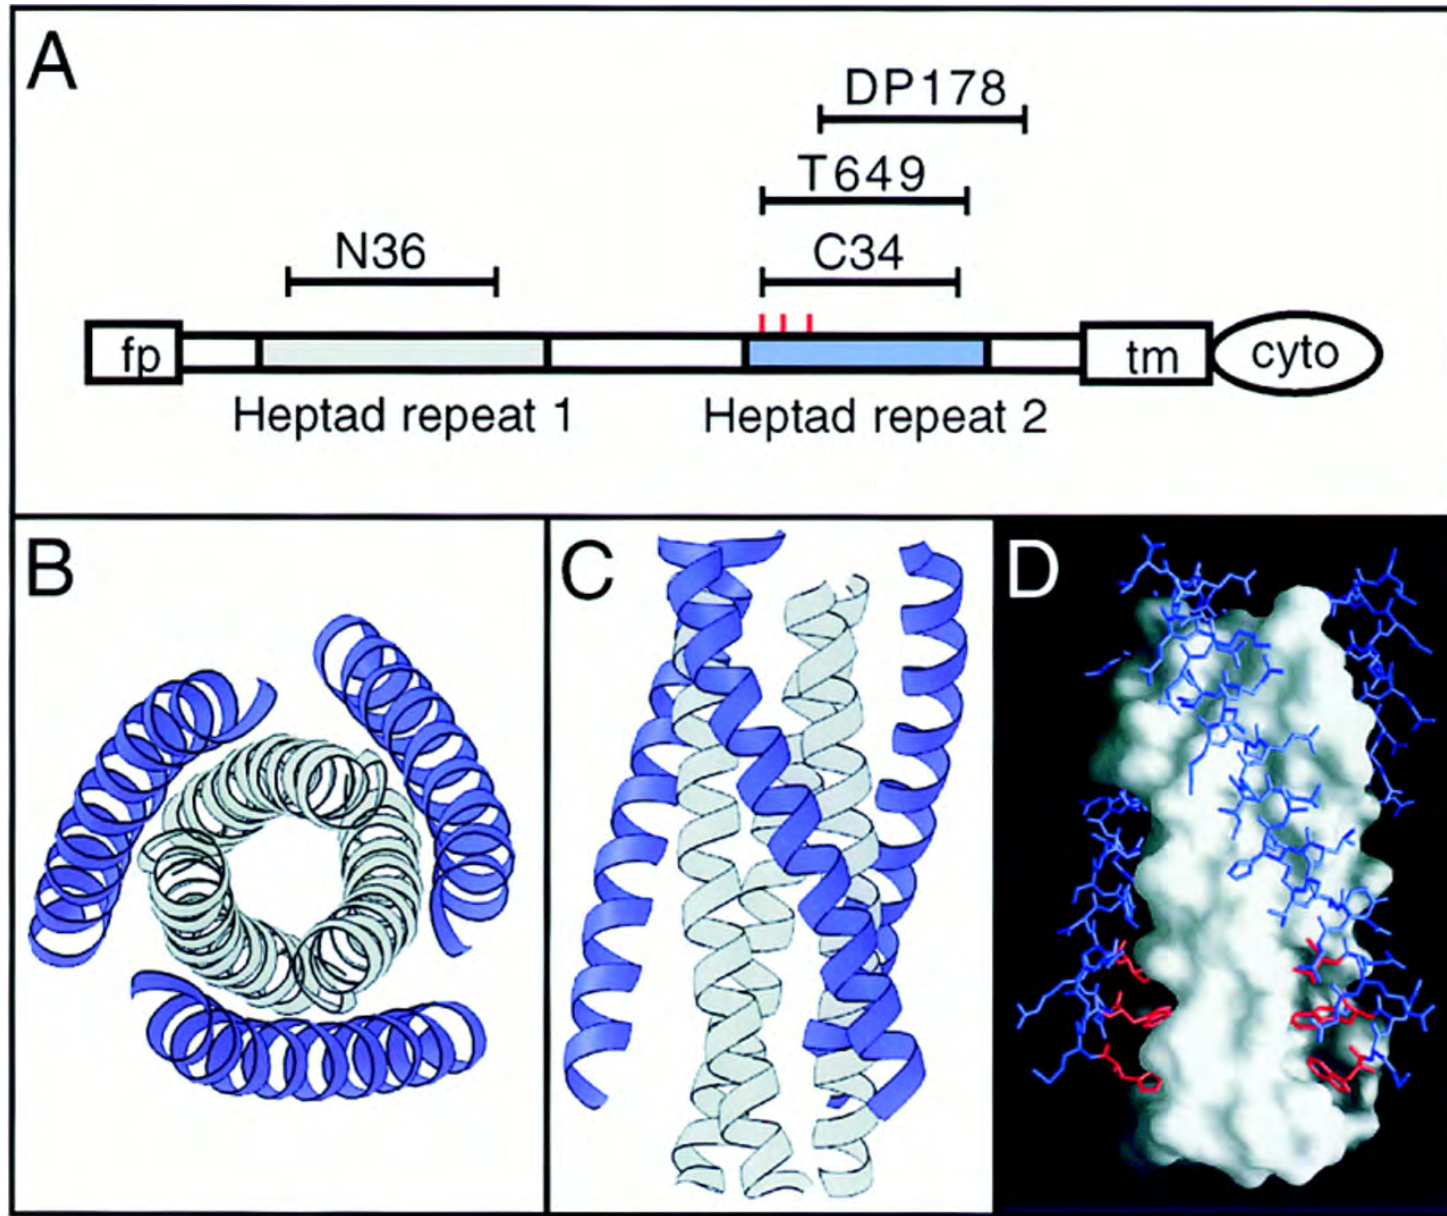 A
DP178
T649
N36
C34
fp
tm
cyto
Heptad repeat 1
Heptad repeat 2
B
C
D